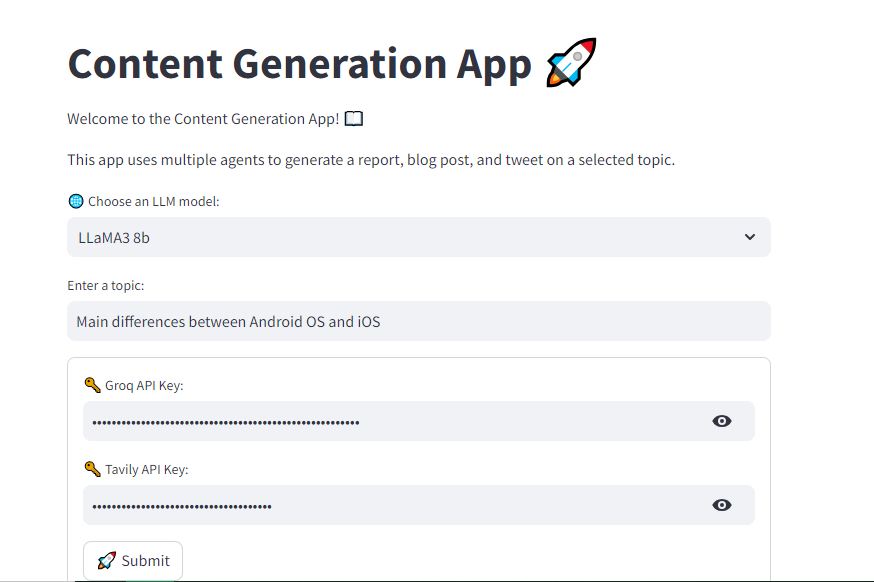 Content Generation App 🚀
Welcome to the Content Generation App! 📖
This app uses multiple agents to generate a report, blog post, and tweet on a selected topic.
🌐 Choose an LLM model:
LLaMA3 8b
Enter a topic:
Main differences between Android OS and iOS
🔑 Groq API Key:
🔑 Tavily API Key:
🚀 Submit